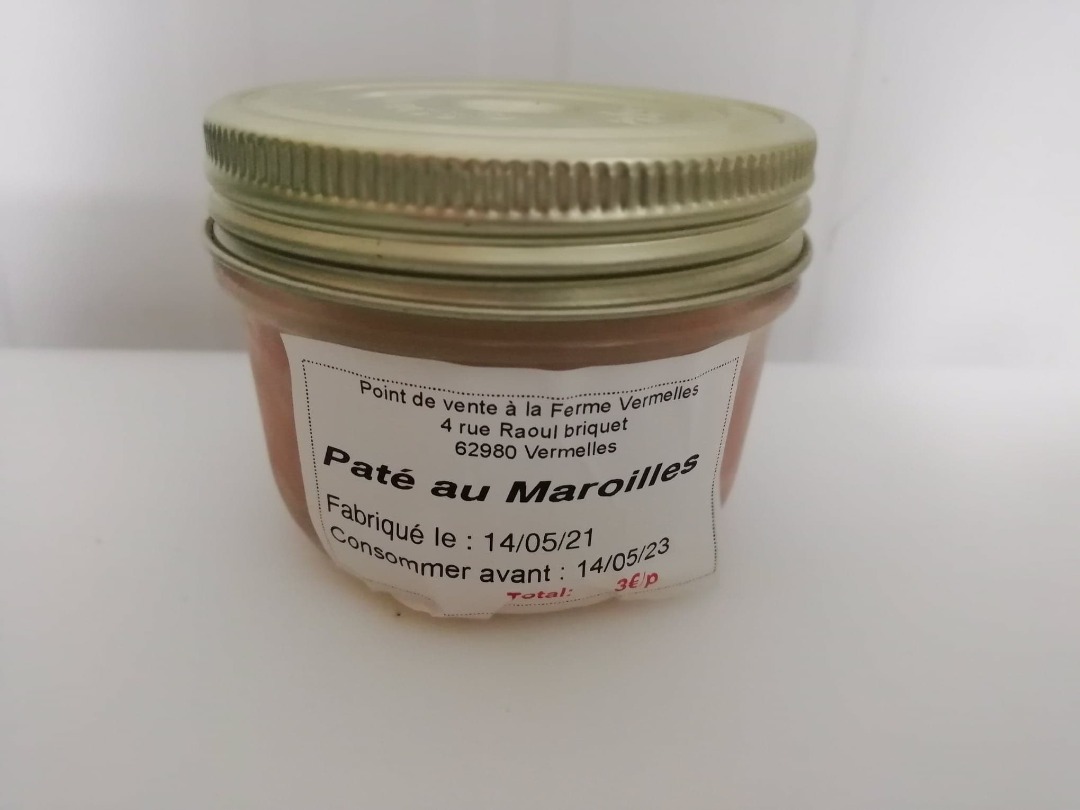 Point de vente à la Ferme Vermelles
4 rue Raoul briquet
62980 Vermelles
Paté au Maroilles
Fabriqué le : 14/05/21
Consommer avant : 14/05/23
Total: 3€/p